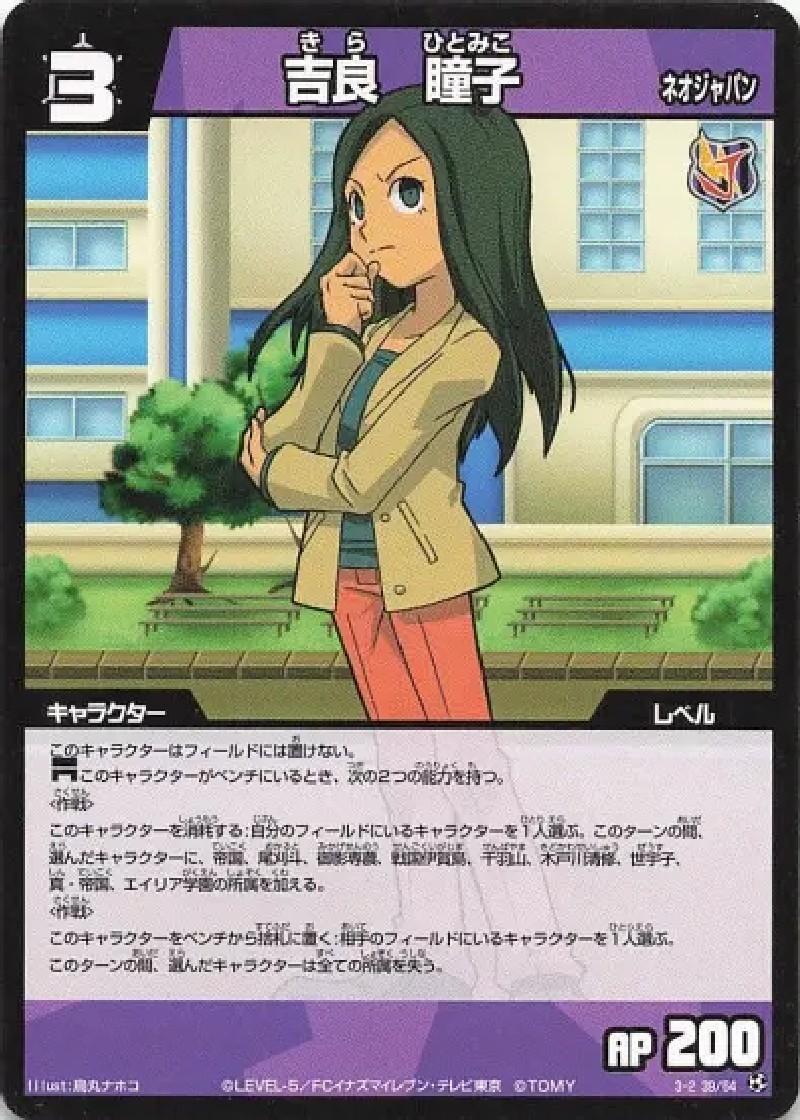 3
きら ひとみこ
吉良 瞳子
ネオジャパン
キャラクター
レベル
このキャラクターはフィールドには置けない。
このキャラクターがベンチにいるとき、次の2つの能力を持つ。
<作戦>
このキャラクターを消耗する:自分のフィールドにいるキャラクターを1人選ぶ。このターンの間、
選んだキャラクターに、帝国、尾刈斗、御影専農、戦国伊賀島、千羽山、木戸川清修、世宇子、
真・帝国、エイリア学園の所属を加える。
<作戦>
このキャラクターをベンチから捨札に置く:相手のフィールドにいるキャラクターを1人選ぶ。
このターンの間、選んだキャラクターは全ての所属を失う。
AP 200
Illust:烏丸ナホコ
©LEVEL-5/FCイナズマイレブン・テレビ東京 ©TOMY
3-2 39/64